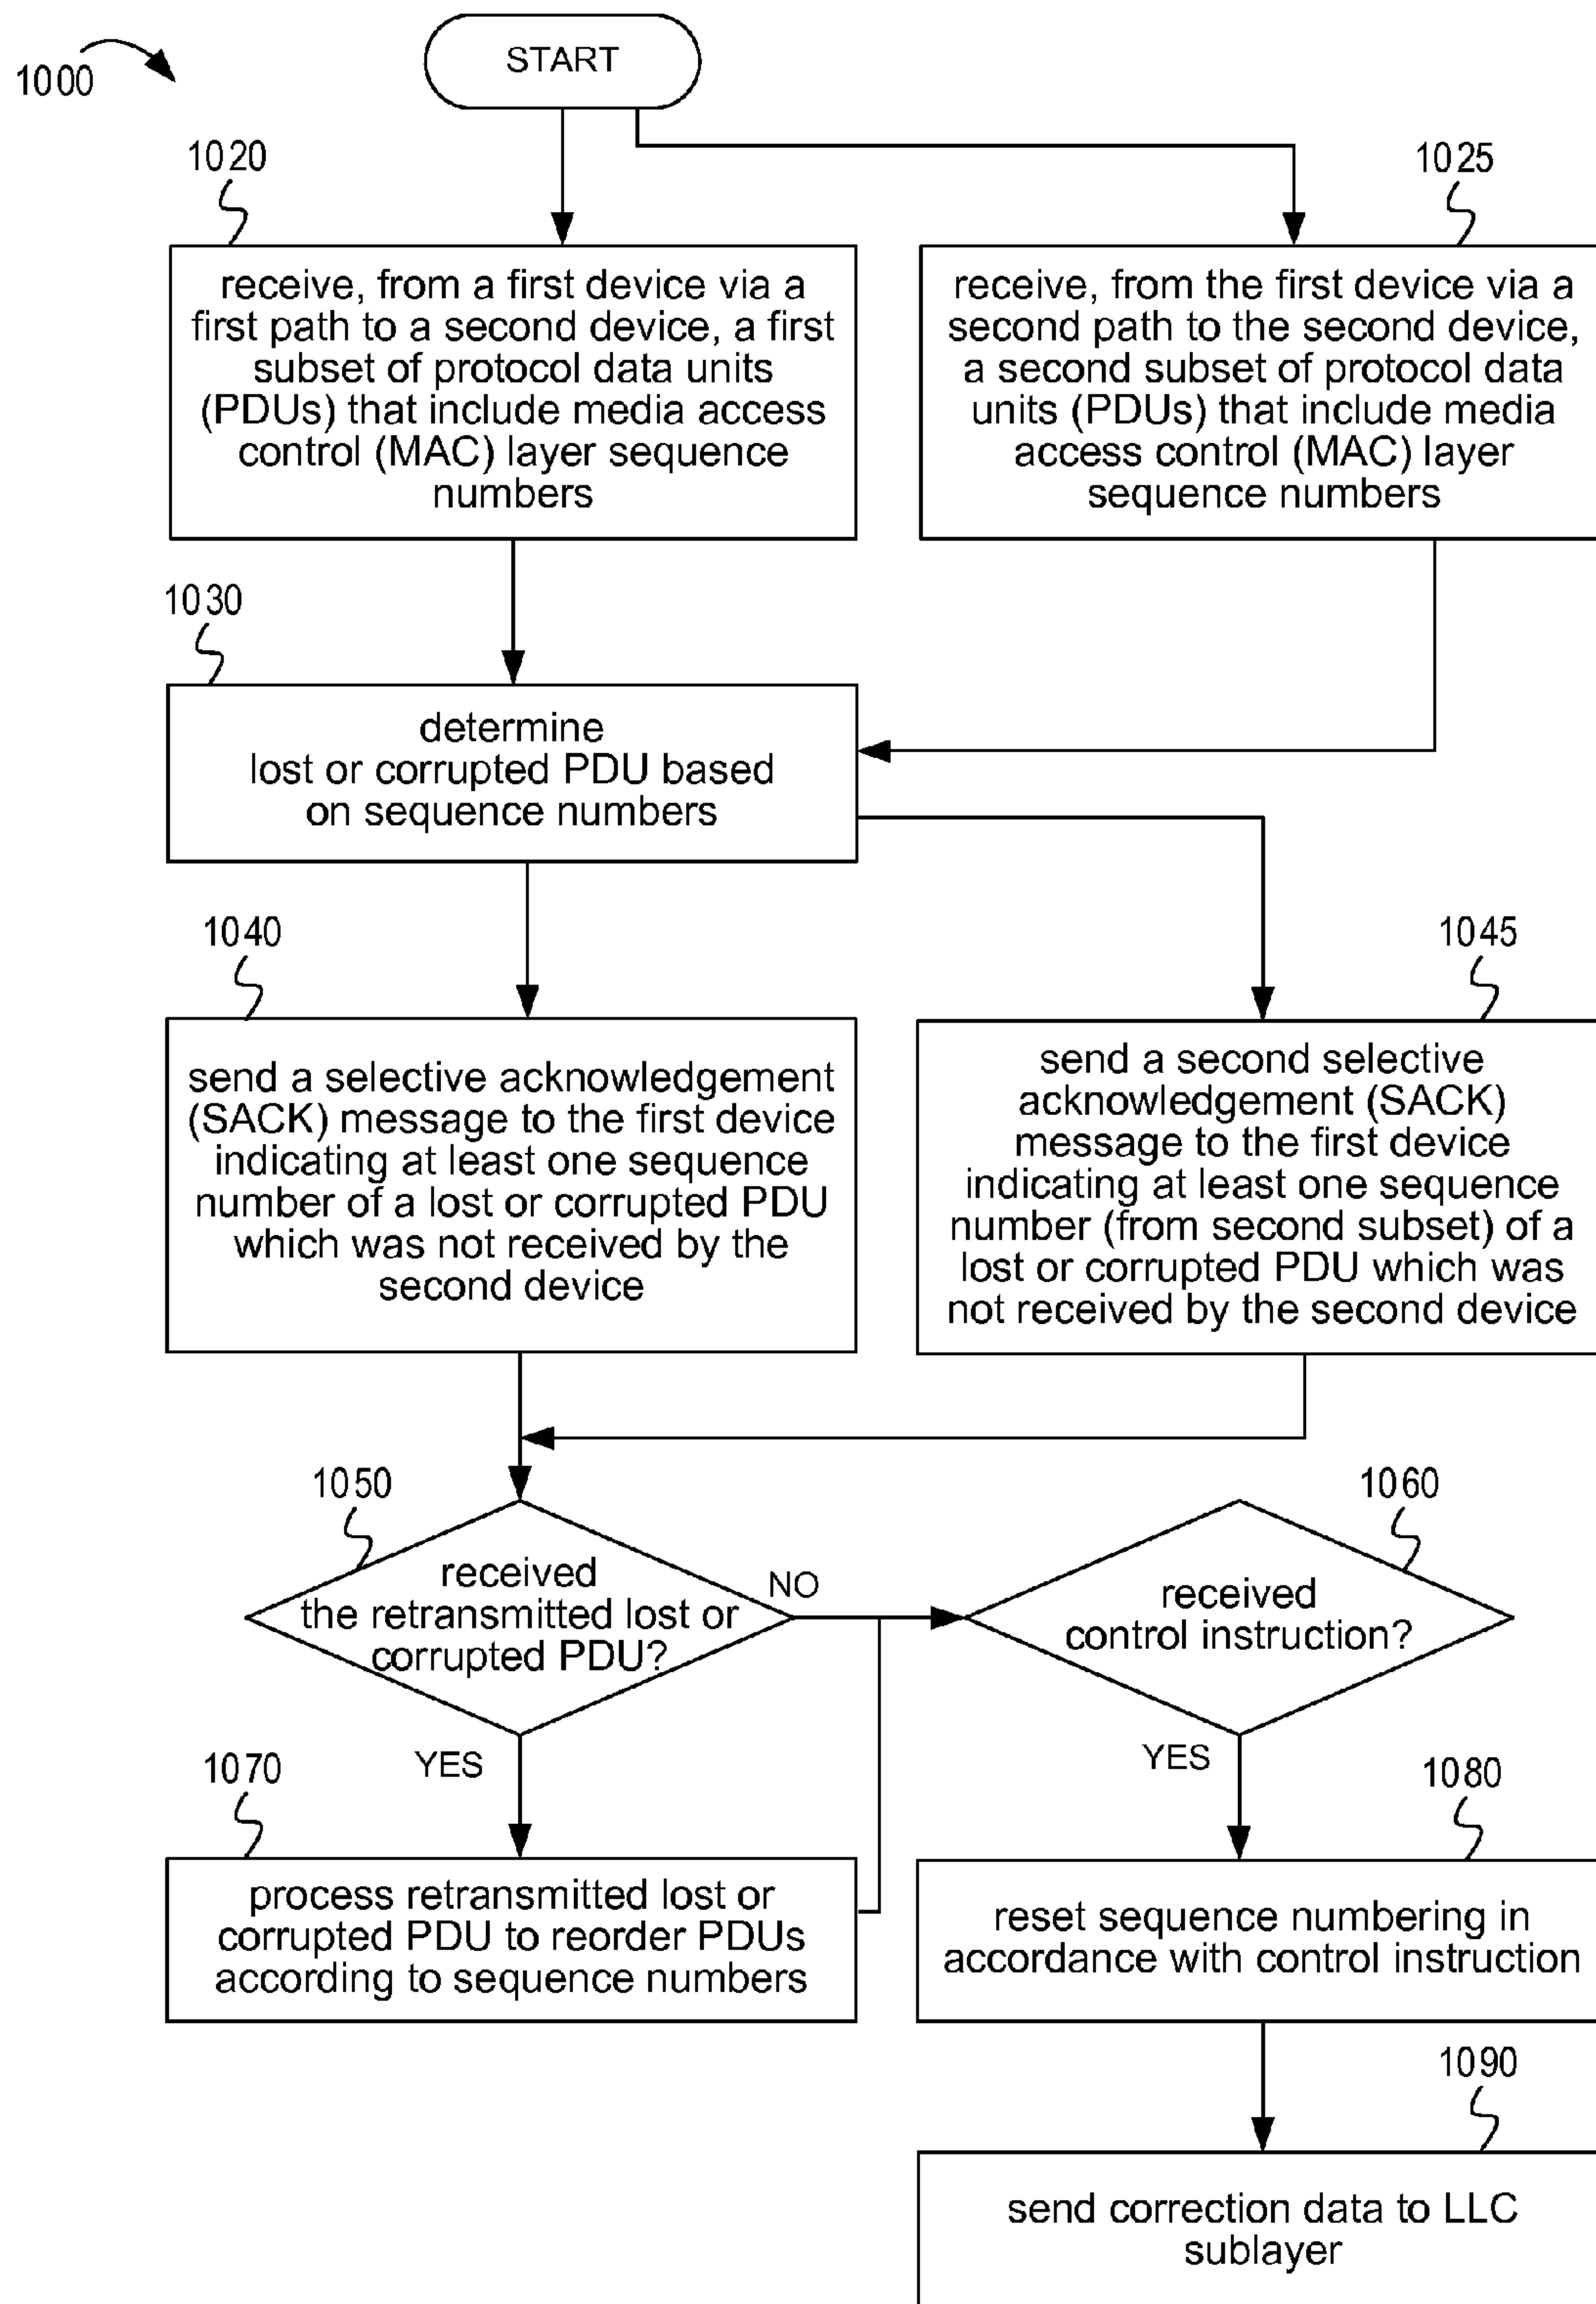 1000
START
1020
1025
receive, from a first device via a
first path to a second device, a first
subset of protocol data units
(PDUs) that include media access
control (MAC) layer sequence
numbers
receive, from the first device via a
second path to the second device,
a second subset of protocol data
units (PDUs) that include media
access control (MAC) layer
sequence numbers
1030
determine
lost or corrupted PDU based
on sequence numbers
1040
1045
send a selective acknowledgement
(SACK) message to the first device
indicating at least one sequence
number of a lost or corrupted PDU
which was not received by the
second device
send a second selective
acknowledgement (SACK)
message to the first device
indicating at least one sequence
number (from second subset) of a
lost or corrupted PDU which was
not received by the second device
1050
1060
received
the retransmitted lost or
corrupted PDU?
NO
received
control instruction?
YES
YES
1070
1080
process retransmitted lost or
corrupted PDU to reorder PDUs
according to sequence numbers
reset sequence numbering in
accordance with control instruction
1090
send correction data to LLC
sublayer